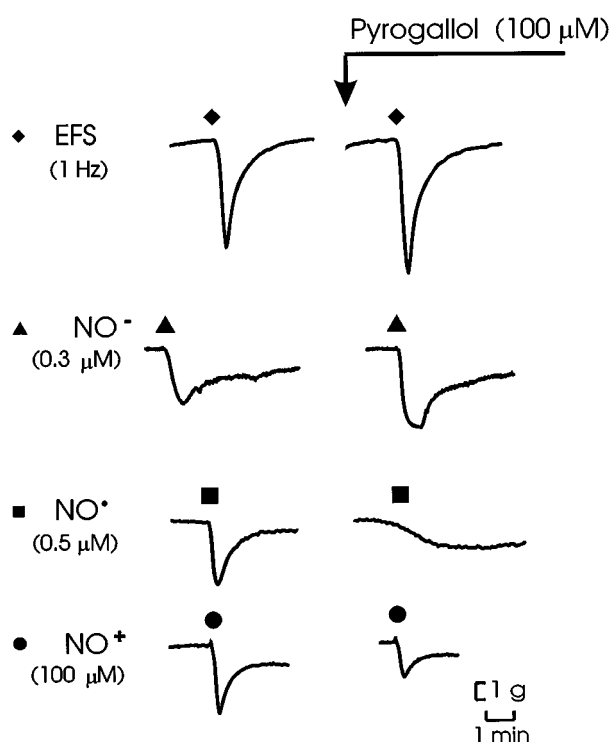 Pyrogallol (100 μM)
◆ EFS
(1 Hz)
▲ NO⁻
(0.3 μM)
■ NO•
(0.5 μM)
● NO⁺
(100 μM)
1 g
1 min